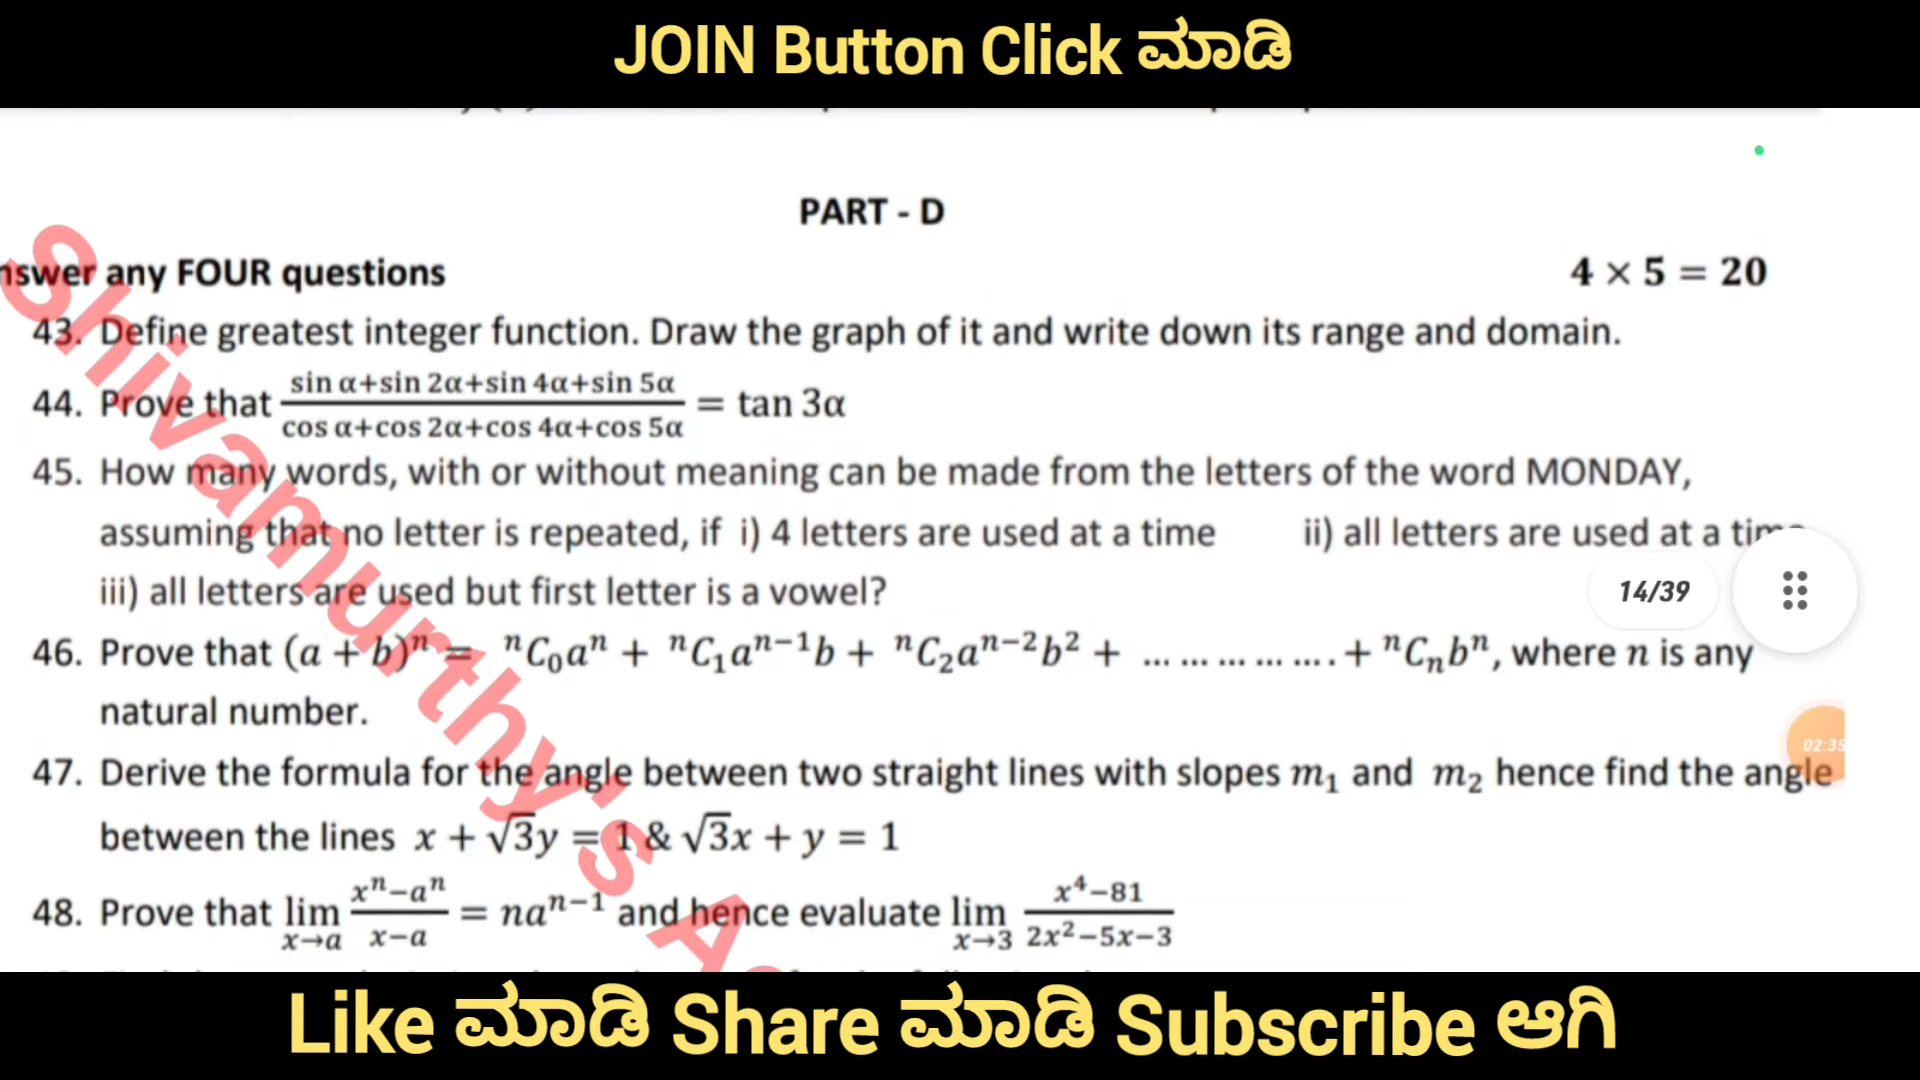 JOIN Button Click ಮಾಡಿ
PART - D
nswer any FOUR questions 4 × 5 = 20
43. Define greatest integer function. Draw the graph of it and write down its range and domain.
44. Prove that (sin α+sin 2α+sin 4α+sin 5α)/(cos α+cos 2α+cos 4α+cos 5α) = tan 3α
45. How many words, with or without meaning can be made from the letters of the word MONDAY,
assuming that no letter is repeated, if i) 4 letters are used at a time ii) all letters are used at a time
iii) all letters are used but first letter is a vowel?
14/39
46. Prove that (a + b)ⁿ = ⁿC₀aⁿ + ⁿC₁aⁿ⁻¹b + ⁿC₂aⁿ⁻²b² + ... ... ... ... .... + ⁿCₙbⁿ, where n is any
natural number.
02:35
47. Derive the formula for the angle between two straight lines with slopes m₁ and m₂ hence find the angle
between the lines x + √3y = 1 & √3x + y = 1
48. Prove that lim x→a (xⁿ−aⁿ)/(x−a) = naⁿ⁻¹ and hence evaluate lim x→3 (x⁴−81)/(2x²−5x−3)
Shivamurthy's A
Like ಮಾಡಿ Share ಮಾಡಿ Subscribe ಆಗಿ